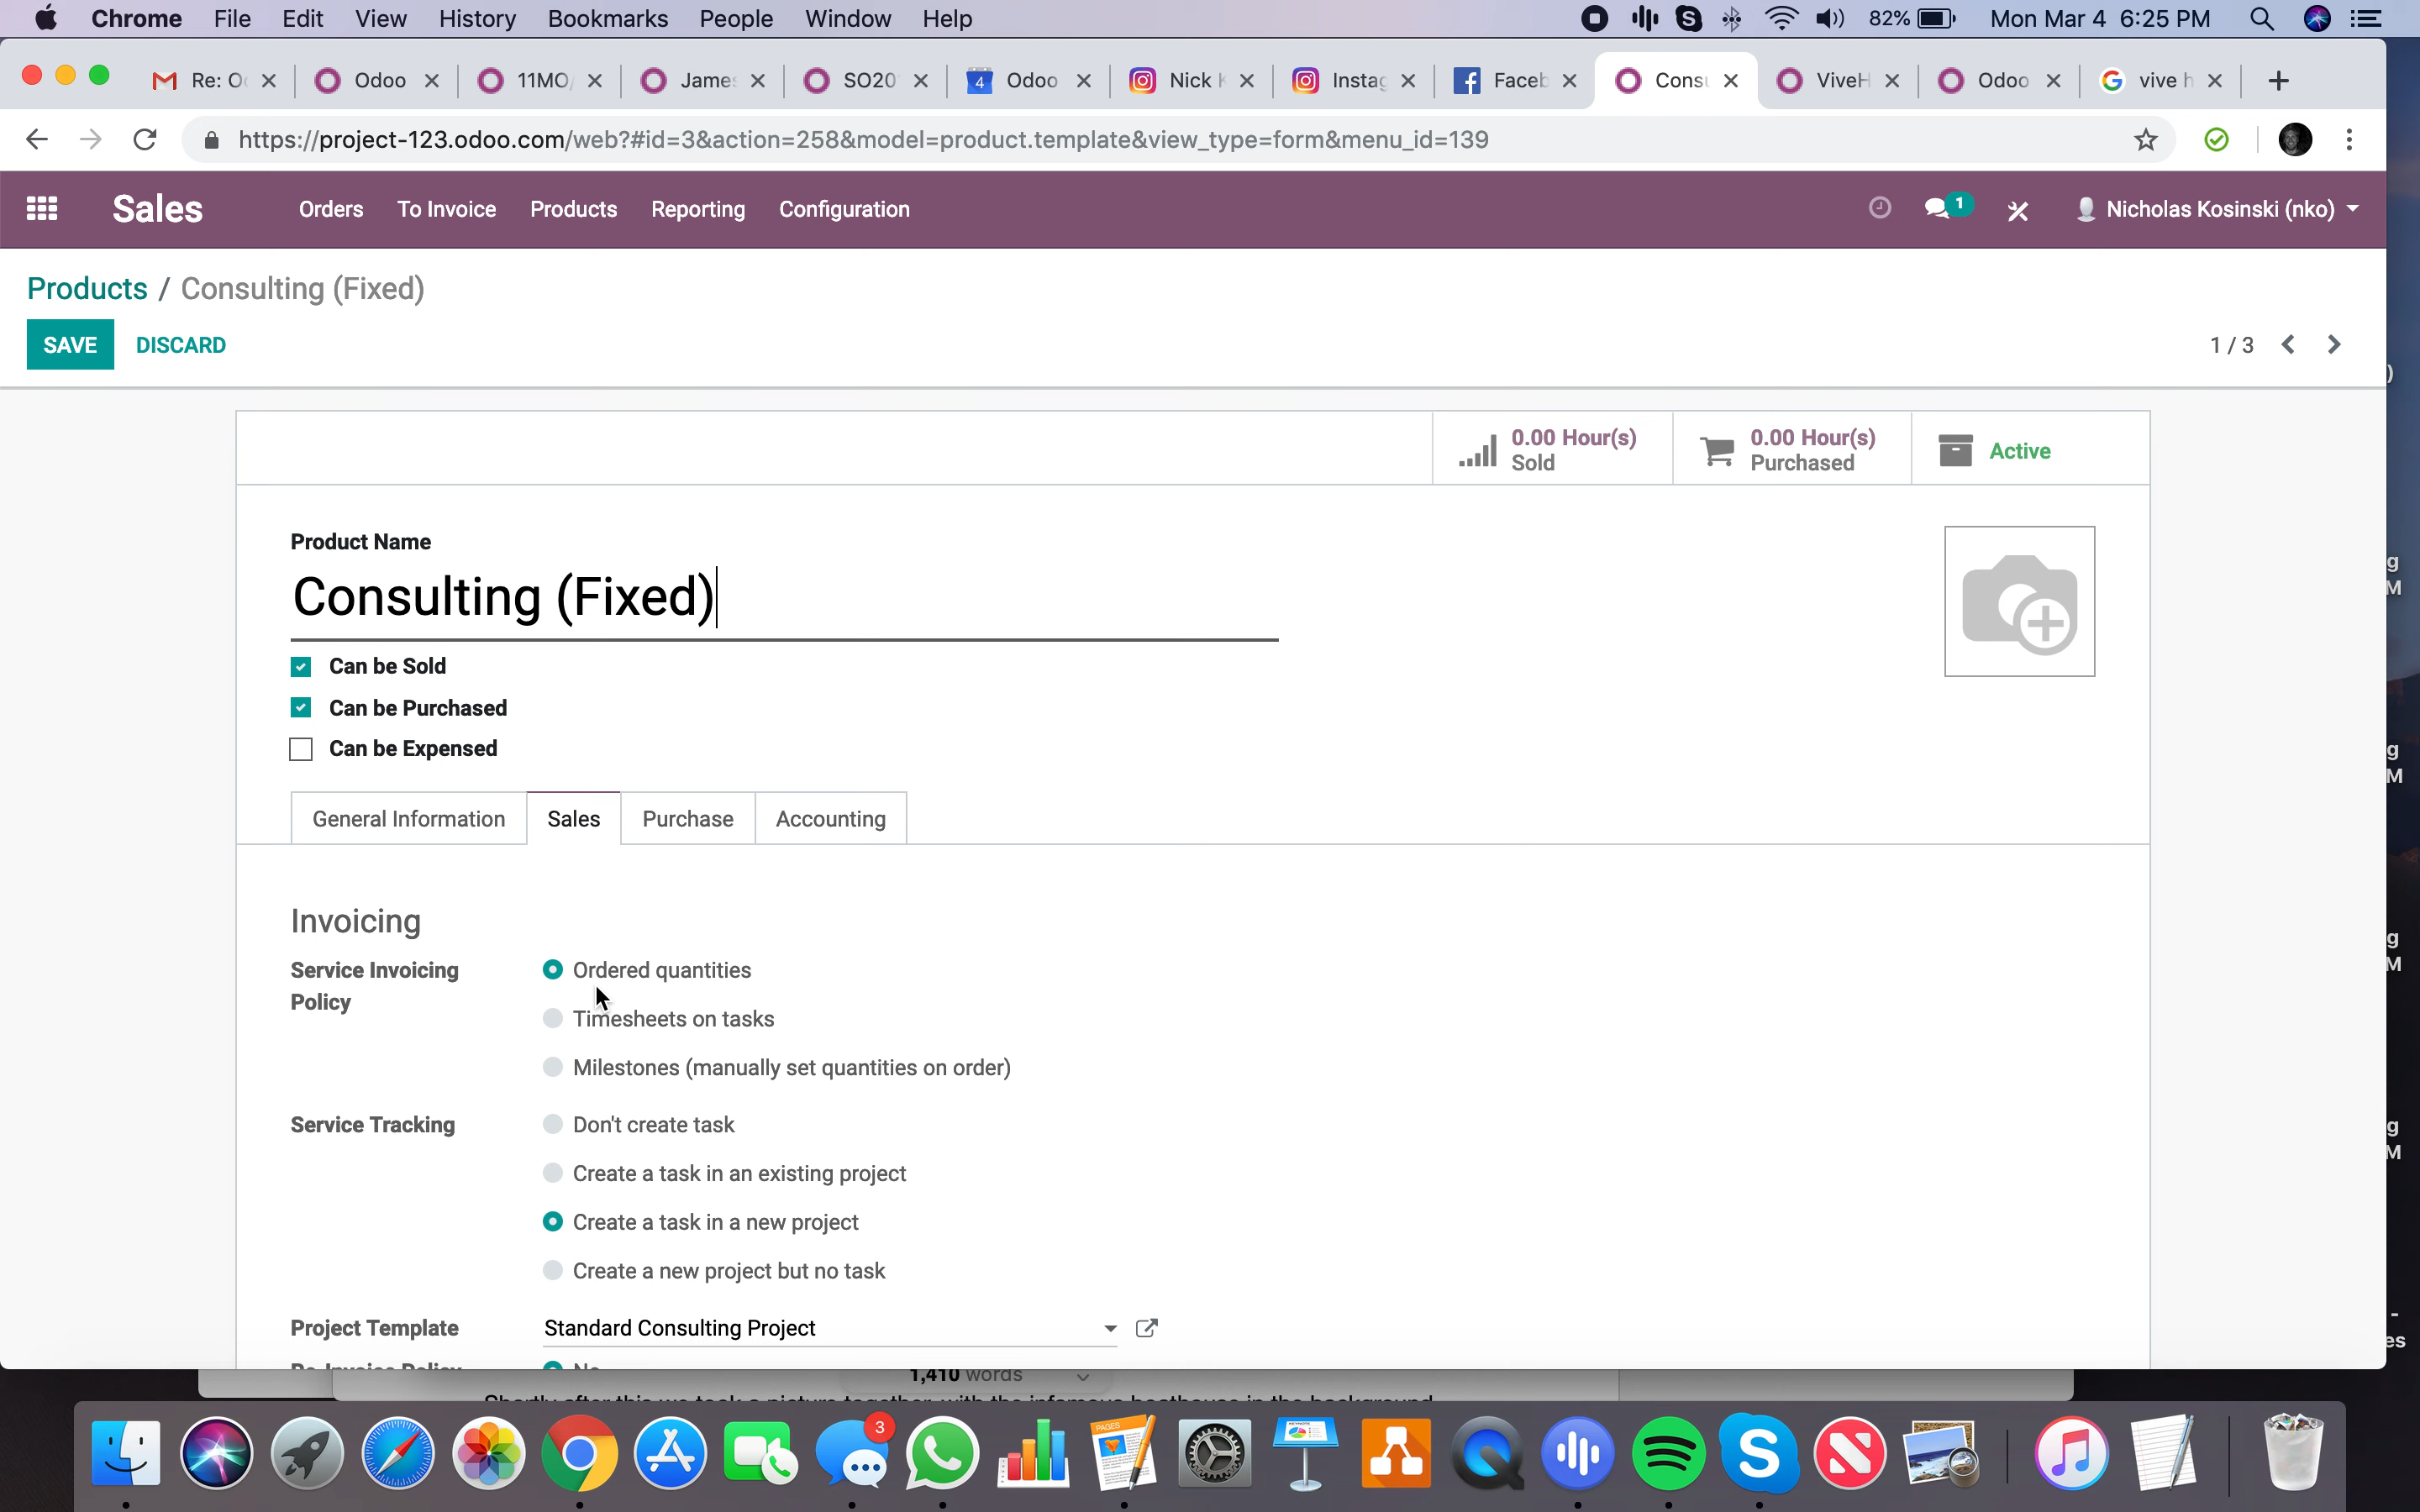 Chrome File Edit View History Bookmarks People Window Help 82% Mon Mar 4 6:25 PM
Re: O Odoo 11MO James SO20 4 Odoo Nick Instag Faceb Consu ViveH Odoo vive h
https://project-123.odoo.com/web?#id=3&action=258&model=product.template&view_type=form&menu_id=139
Sales Orders To Invoice Products Reporting Configuration 1 Nicholas Kosinski (nko)
Products / Consulting (Fixed)
SAVE DISCARD 1 / 3
0.00 Hour(s) Sold
0.00 Hour(s) Purchased
Active
Product Name
Consulting (Fixed)
Can be Sold
Can be Purchased
Can be Expensed
General Information Sales Purchase Accounting
Invoicing
Service Invoicing Policy
Ordered quantities
Timesheets on tasks
Milestones (manually set quantities on order)
Service Tracking
Don't create task
Create a task in an existing project
Create a task in a new project
Create a new project but no task
Project Template Standard Consulting Project
1,410 words
3
PAGES